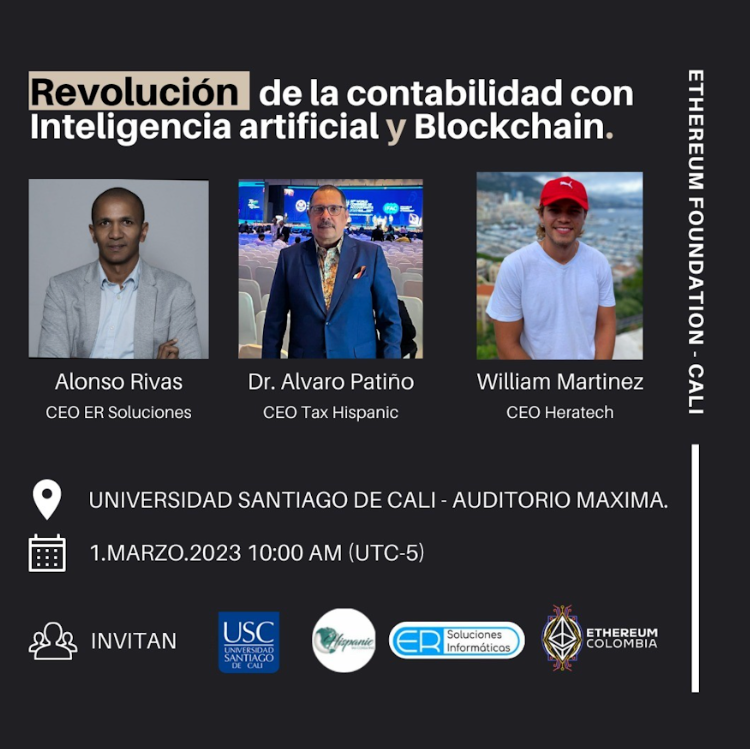 Revolución de la contabilidad con
Inteligencia artificial y Blockchain.
ETHEREUM FOUNDATION - CALI
Alonso Rivas
CEO ER Soluciones
Dr. Alvaro Patiño
CEO Tax Hispanic
William Martinez
CEO Heratech
UNIVERSIDAD SANTIAGO DE CALI - AUDITORIO MAXIMA.
1.MARZO.2023 10:00 AM (UTC-5)
INVITAN
USC
UNIVERSIDAD
SANTIAGO
DE CALI
Hispanic
ER
Soluciones
Informáticas
ETHEREUM
COLOMBIA